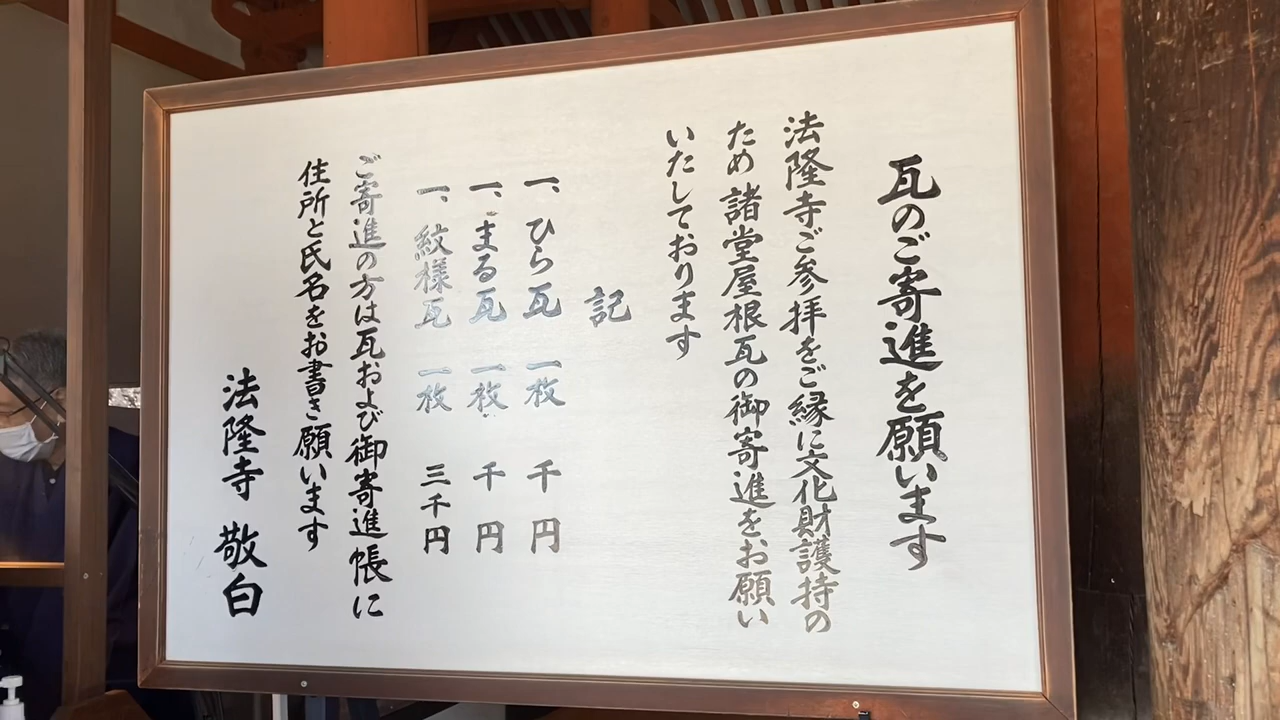 瓦のご寄進を願います
法隆寺ご参拝をご縁に文化財護持の
ため諸堂屋根瓦の御寄進をお願い
いたしております
記
一、ひら瓦 一枚 千円
一、まる瓦 一枚 千円
一、紋様瓦 一枚 三千円
ご寄進の方は瓦および御寄進帳に
住所と氏名をお書き願います
法隆寺 敬白